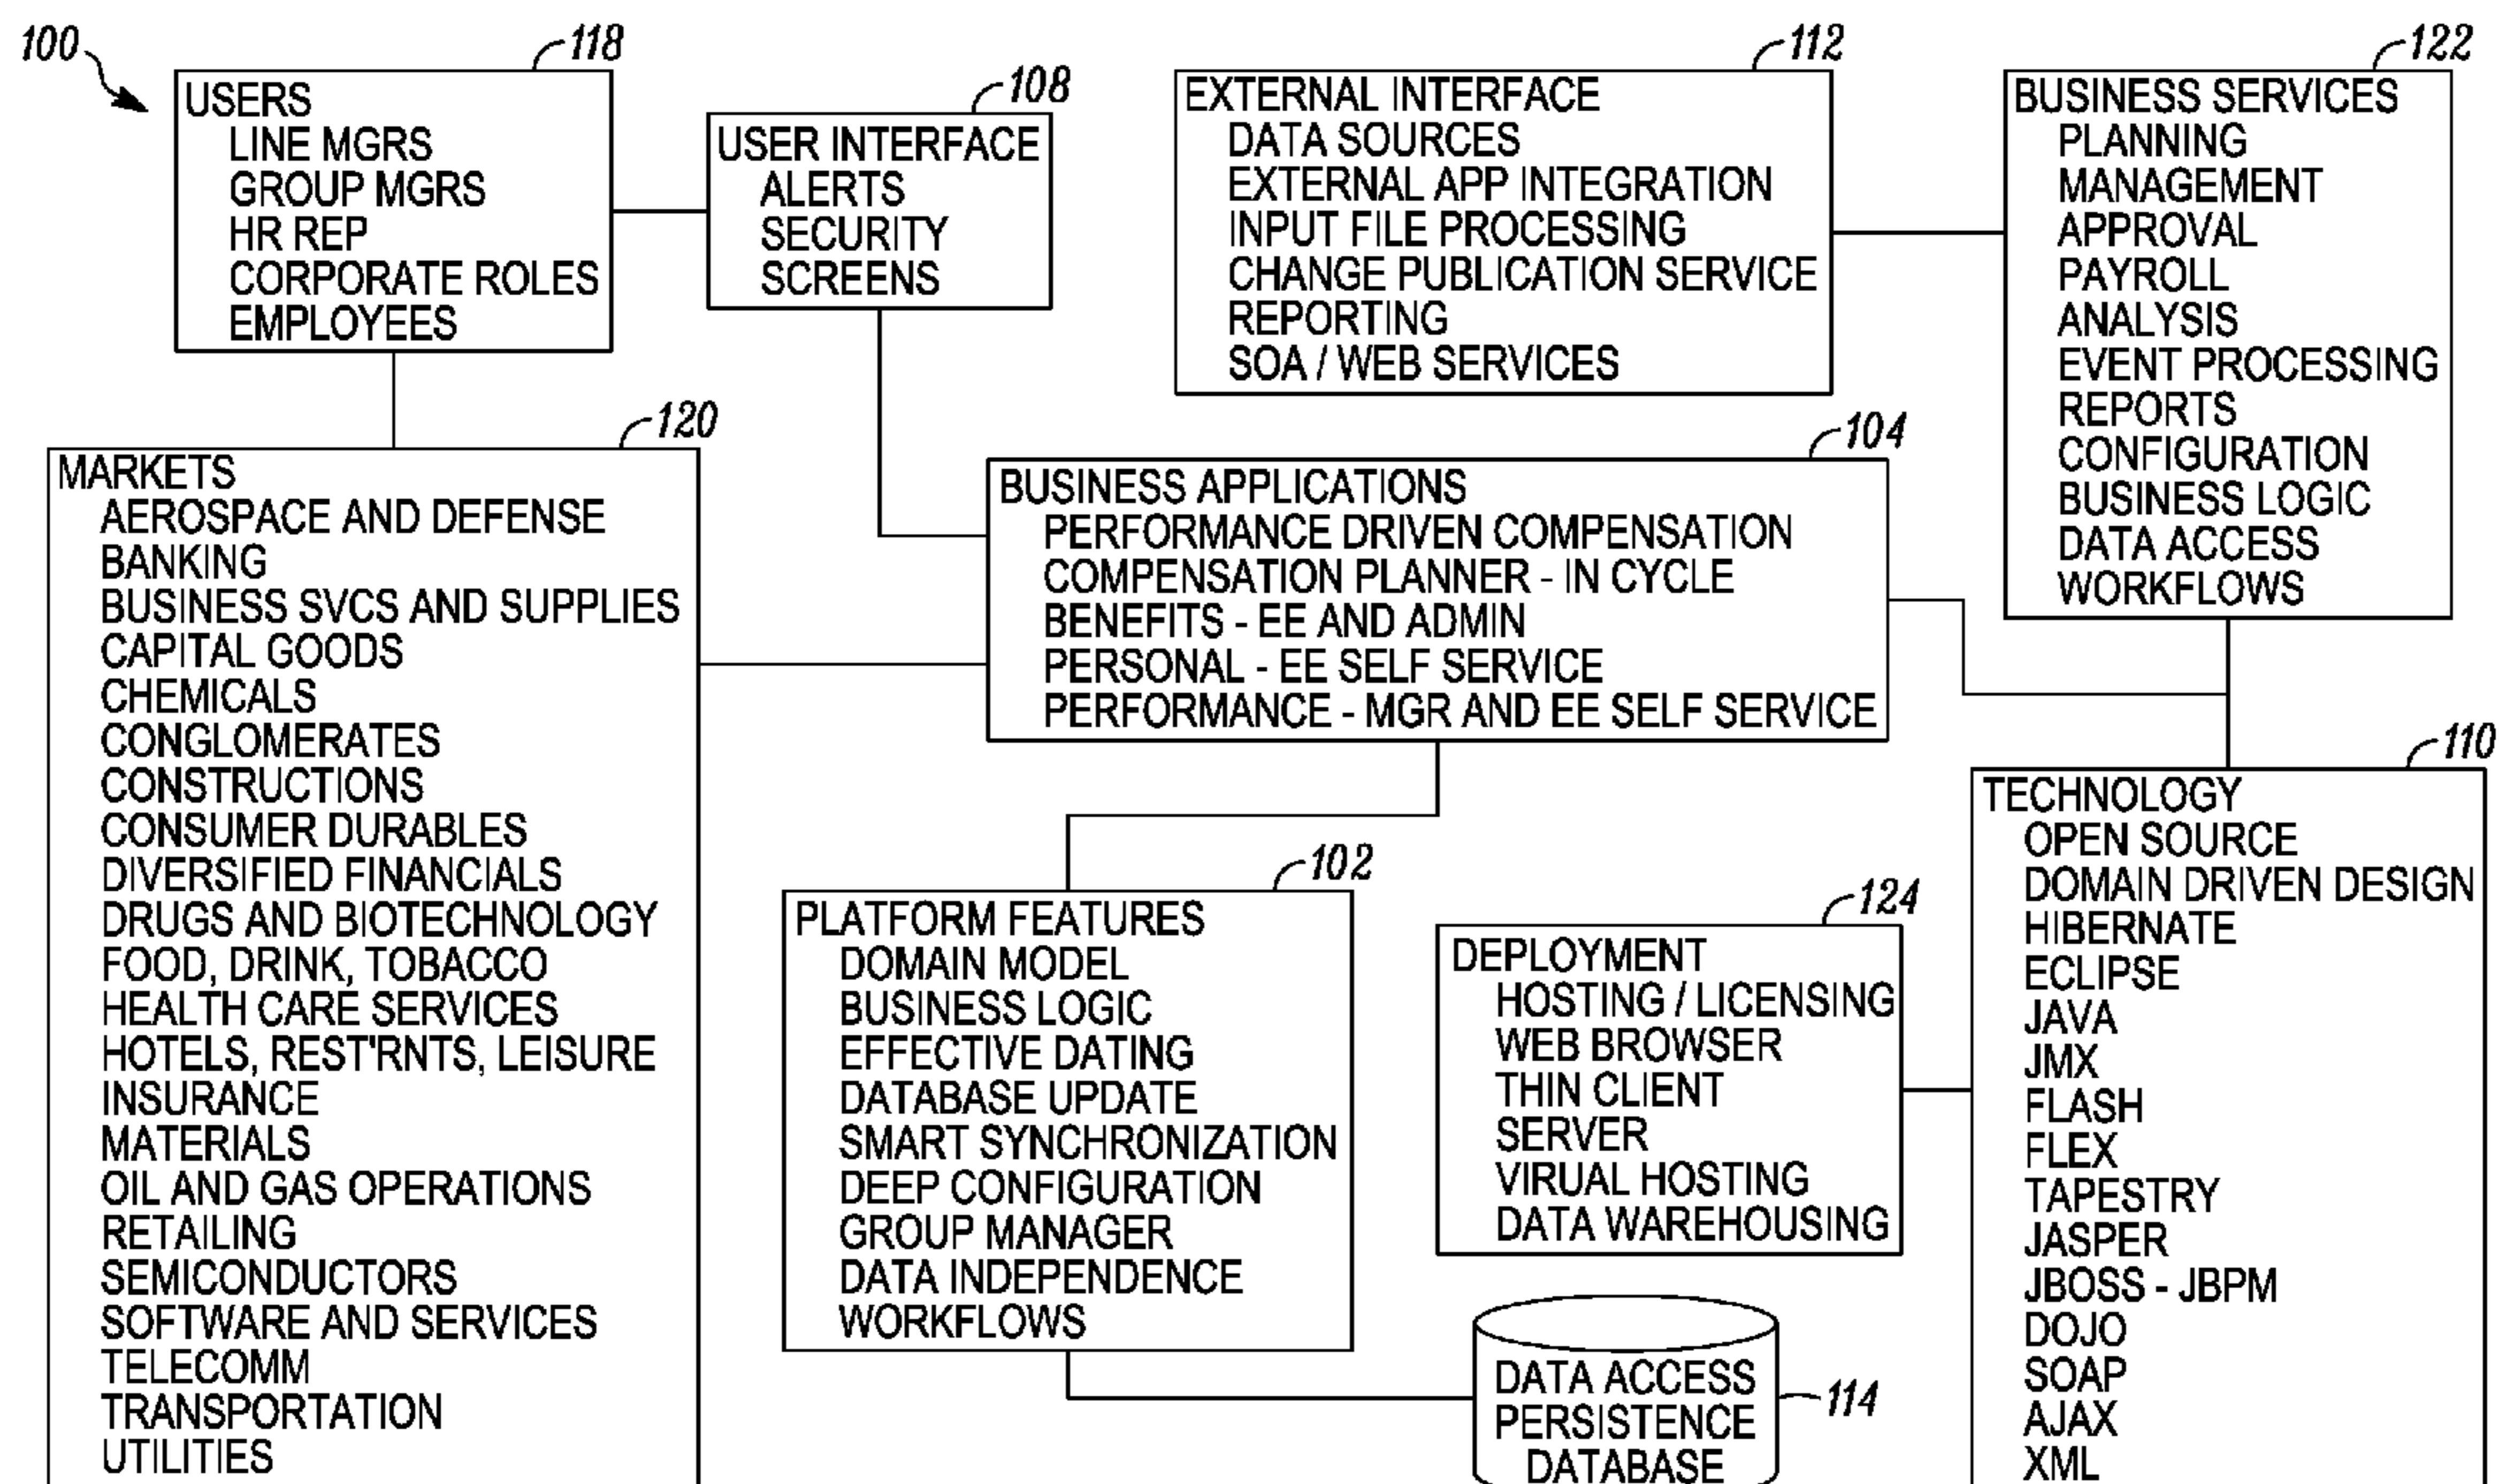 100
118
USERS
LINE MGRS
GROUP MGRS
HR REP
CORPORATE ROLES
EMPLOYEES
108
USER INTERFACE
ALERTS
SECURITY
SCREENS
112
EXTERNAL INTERFACE
DATA SOURCES
EXTERNAL APP INTEGRATION
INPUT FILE PROCESSING
CHANGE PUBLICATION SERVICE
REPORTING
SOA / WEB SERVICES
122
BUSINESS SERVICES
PLANNING
MANAGEMENT
APPROVAL
PAYROLL
ANALYSIS
EVENT PROCESSING
REPORTS
CONFIGURATION
BUSINESS LOGIC
DATA ACCESS
WORKFLOWS
120
MARKETS
AEROSPACE AND DEFENSE
BANKING
BUSINESS SVCS AND SUPPLIES
CAPITAL GOODS
CHEMICALS
CONGLOMERATES
CONSTRUCTIONS
CONSUMER DURABLES
DIVERSIFIED FINANCIALS
DRUGS AND BIOTECHNOLOGY
FOOD, DRINK, TOBACCO
HEALTH CARE SERVICES
HOTELS, REST'RNTS, LEISURE
INSURANCE
MATERIALS
OIL AND GAS OPERATIONS
RETAILING
SEMICONDUCTORS
SOFTWARE AND SERVICES
TELECOMM
TRANSPORTATION
UTILITIES
104
BUSINESS APPLICATIONS
PERFORMANCE DRIVEN COMPENSATION
COMPENSATION PLANNER - IN CYCLE
BENEFITS - EE AND ADMIN
PERSONAL - EE SELF SERVICE
PERFORMANCE - MGR AND EE SELF SERVICE
102
PLATFORM FEATURES
DOMAIN MODEL
BUSINESS LOGIC
EFFECTIVE DATING
DATABASE UPDATE
SMART SYNCHRONIZATION
DEEP CONFIGURATION
GROUP MANAGER
DATA INDEPENDENCE
WORKFLOWS
124
DEPLOYMENT
HOSTING / LICENSING
WEB BROWSER
THIN CLIENT
SERVER
VIRUAL HOSTING
DATA WAREHOUSING
114
DATA ACCESS
PERSISTENCE
DATABASE
110
TECHNOLOGY
OPEN SOURCE
DOMAIN DRIVEN DESIGN
HIBERNATE
ECLIPSE
JAVA
JMX
FLASH
FLEX
TAPESTRY
JASPER
JBOSS - JBPM
DOJO
SOAP
AJAX
XML